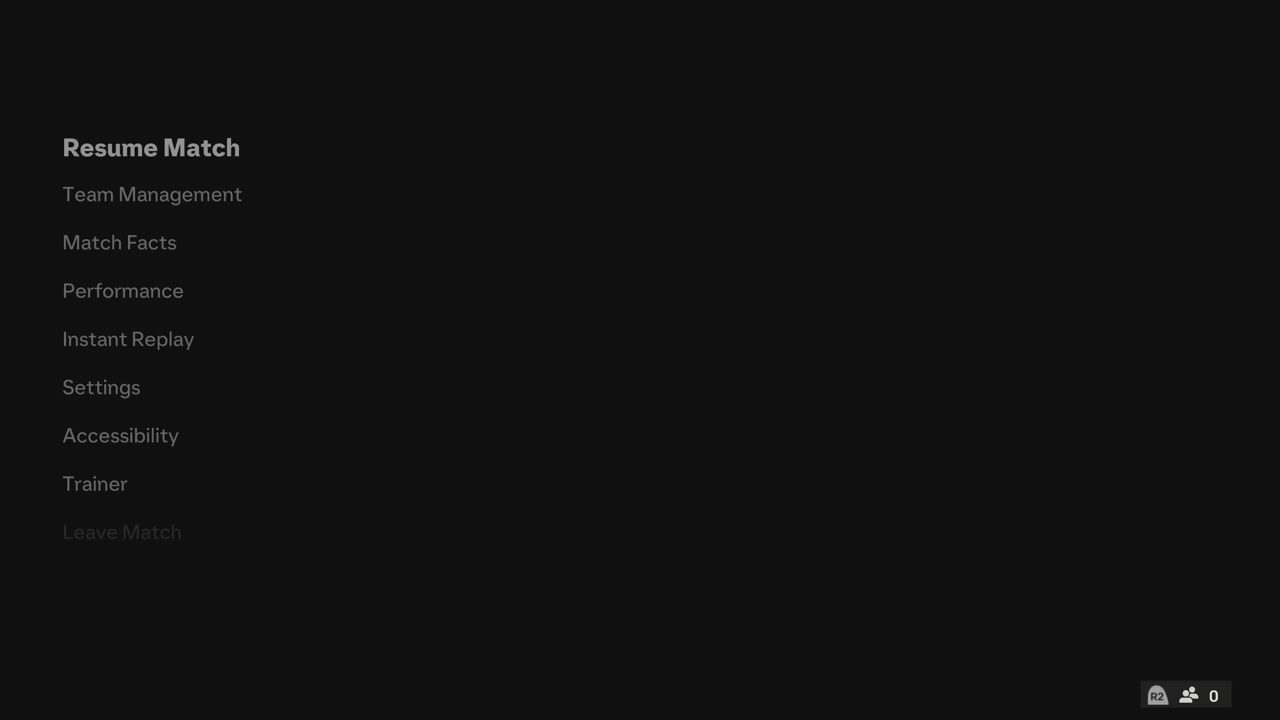 Resume Match
Team Management
Match Facts
Performance
Instant Replay
Settings
Accessibility
Trainer
Leave Match
R2 0